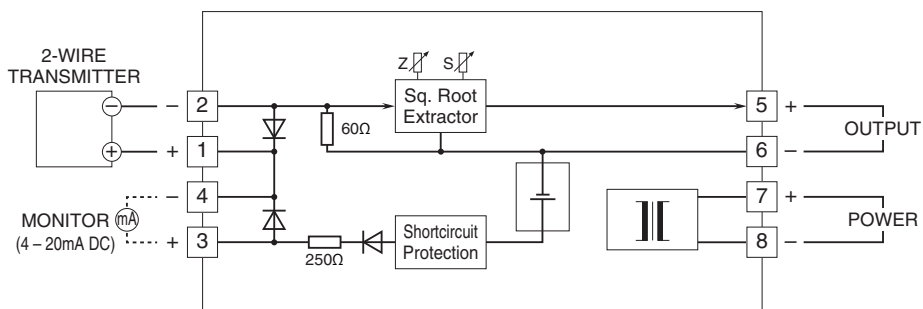 2-WIRE
TRANSMITTER
−
+
− 2
+ 1
− 4
+ 3
MONITOR
mA
(4 – 20mA DC)
Z
S
Sq. Root
Extractor
60Ω
250Ω
Shortcircuit
Protection
5 +
6 −
OUTPUT
7 +
8 −
POWER